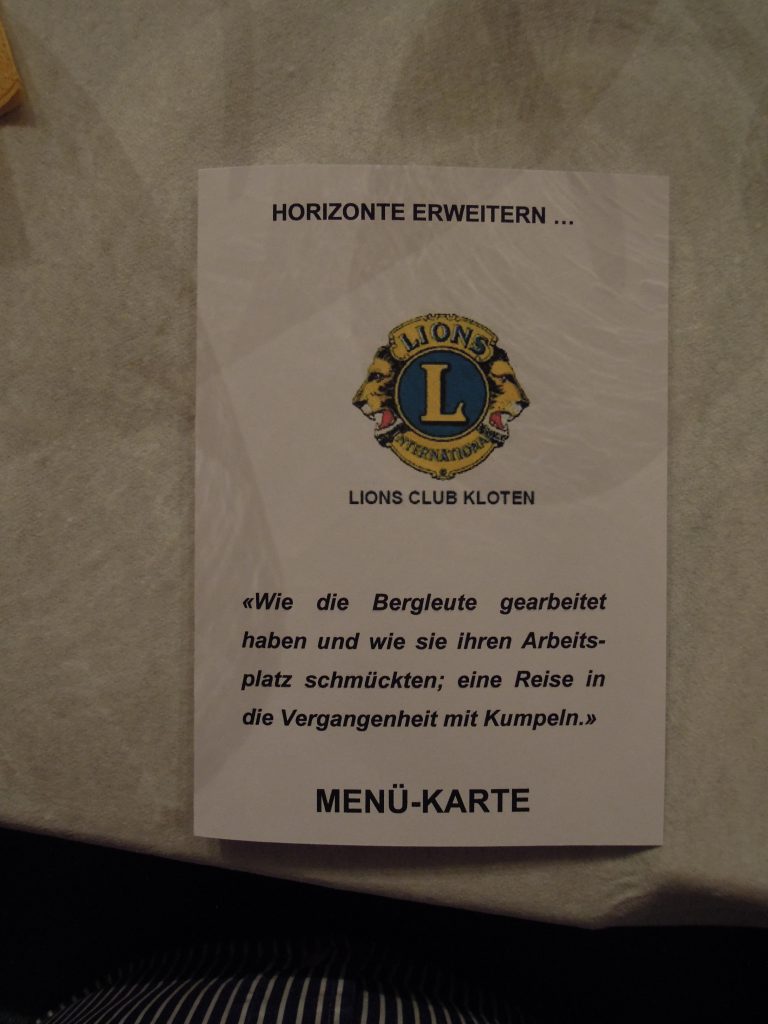 HORIZONTE ERWEITERN ...
LIONS
L
INTERNATIONAL
LIONS CLUB KLOTEN
«Wie die Bergleute gearbeitet
haben und wie sie ihren Arbeits-
platz schmückten; eine Reise in
die Vergangenheit mit Kumpeln.»
MENÜ-KARTE